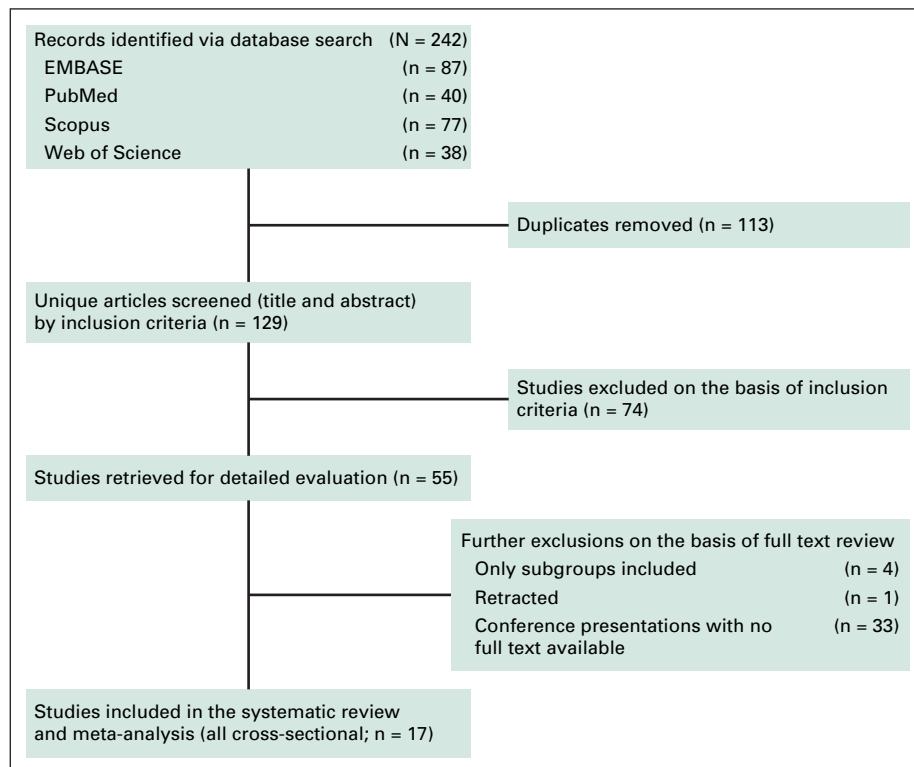 Records identified via database search (N = 242)
EMBASE (n = 87)
PubMed (n = 40)
Scopus (n = 77)
Web of Science (n = 38)
Duplicates removed (n = 113)
Unique articles screened (title and abstract)
by inclusion criteria (n = 129)
Studies excluded on the basis of inclusion
criteria (n = 74)
Studies retrieved for detailed evaluation (n = 55)
Further exclusions on the basis of full text review
Only subgroups included (n = 4)
Retracted (n = 1)
Conference presentations with no (n = 33)
full text available
Studies included in the systematic review
and meta-analysis (all cross-sectional; n = 17)